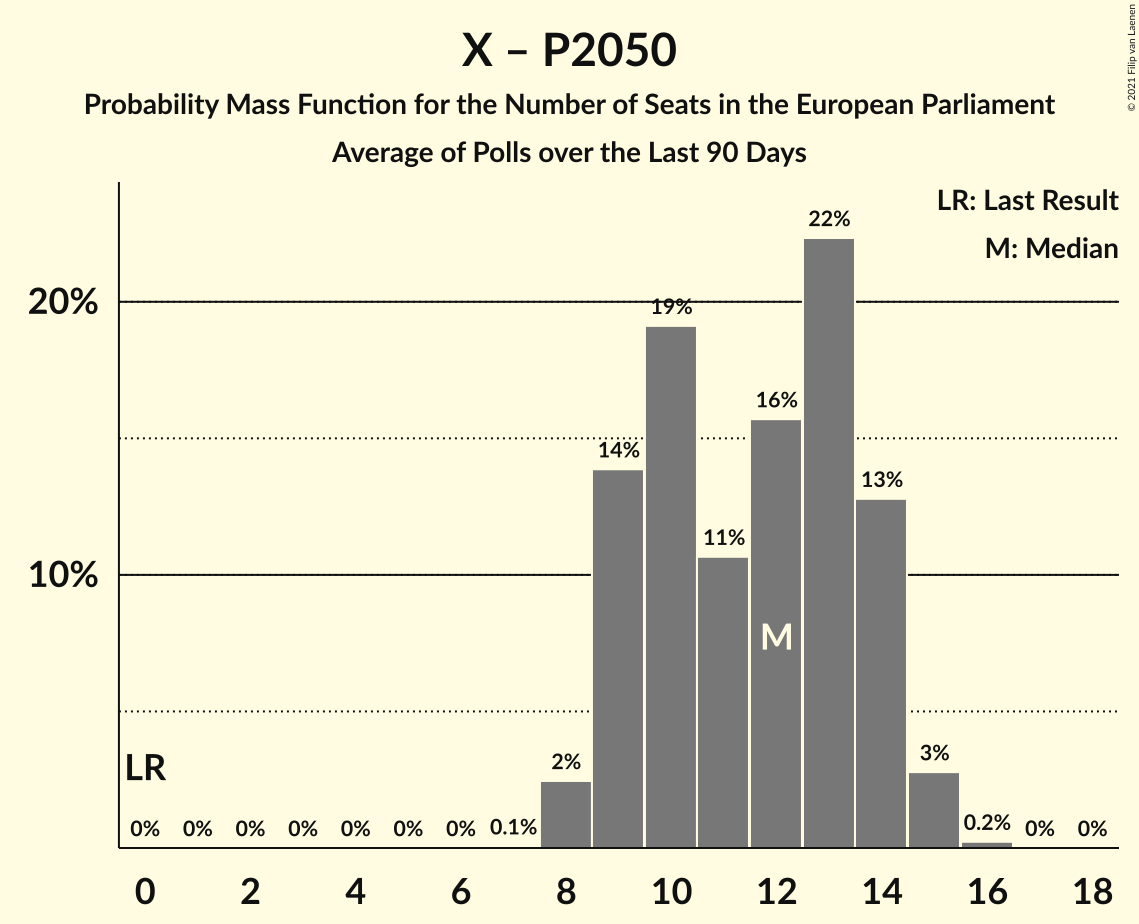 X – P2050
Probability Mass Function for the Number of Seats in the European Parliament
Average of Polls over the Last 90 Days
© 2021 Filip van Laenen
LR: Last Result
M: Median
20%
10%
22%
19%
16%
14%
13%
11%
M
LR
0% 0% 0% 0% 0% 0% 0% 0.1% 2% 3% 0.2% 0% 0%
0 2 4 6 8 10 12 14 16 18